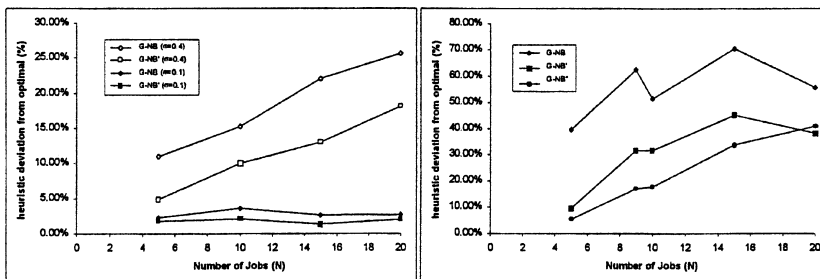 30.00%
25.00%
20.00%
15.00%
10.00%
5.00%
0.00%
heuristic deviation from optimal (%)
G-NB (α=0.4)
G-NB' (α=0.4)
G-NB (α=0.1)
G-NB' (α=0.1)
0 2 4 6 8 10 12 14 16 18 20
Number of Jobs (N)
80.00%
70.00%
60.00%
50.00%
40.00%
30.00%
20.00%
10.00%
0.00%
heuristic deviation from optimal (%)
G-NB
G-NB'
0 2 4 6 8 10 12 14 16 18 20
Number of Jobs (N)